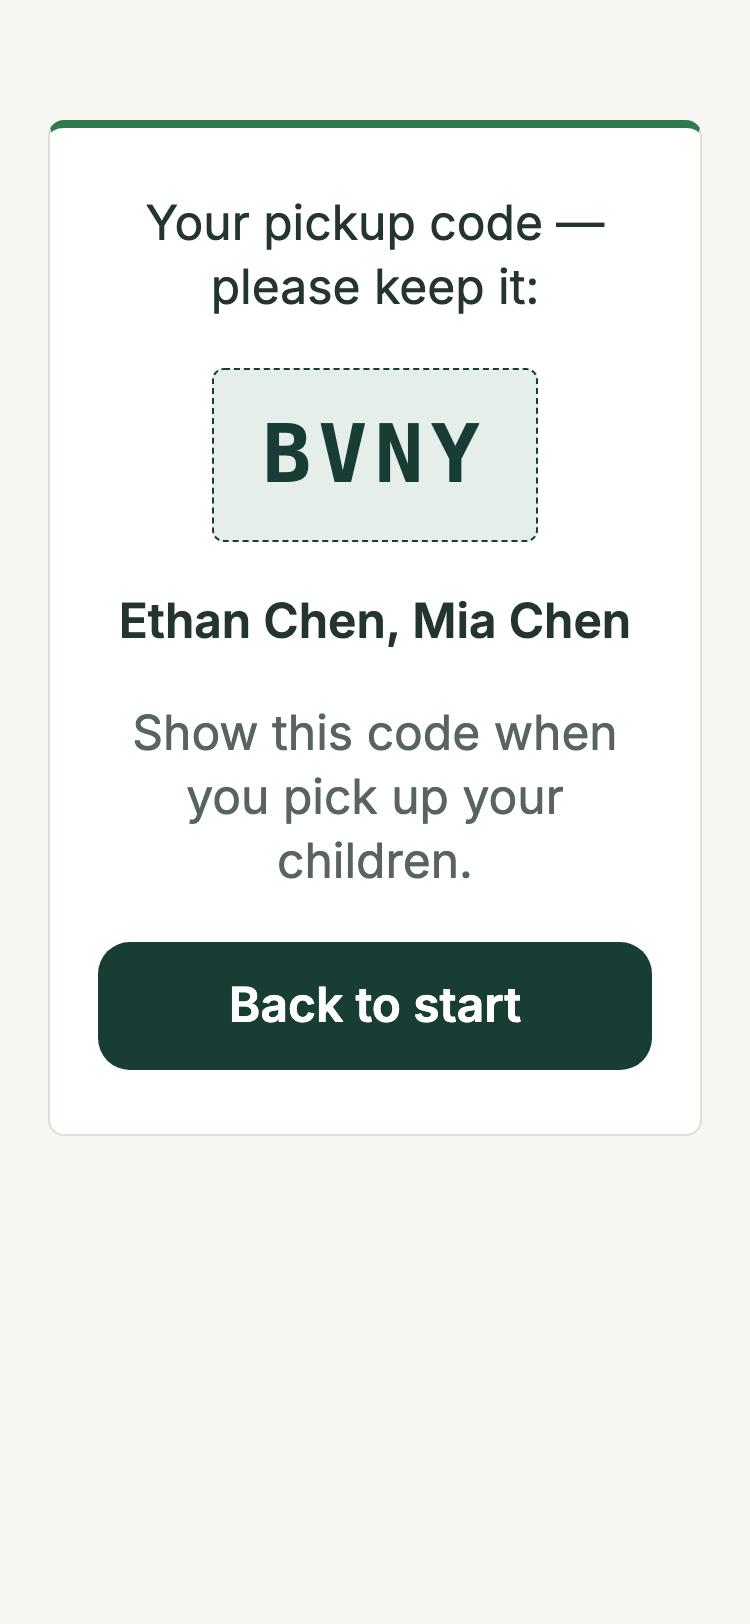 Your pickup code —
please keep it:
BVNY
Ethan Chen, Mia Chen
Show this code when
you pick up your
children.
Back to start